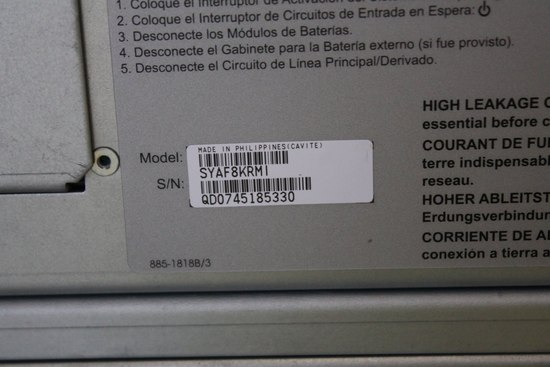 1. Coloque el Interruptor de Activación del
2. Coloque el Interruptor de Circuitos de Entrada en Espera: ⏻
3. Desconecte los Módulos de Baterías.
4. Desconecte el Gabinete para la Batería externo (si fue provisto).
5. Desconecte el Circuito de Línea Principal/Derivado.
HIGH LEAKAGE C
essential before c
COURANT DE FU
terre indispensab
reseau.
HOHER ABLEITST
Erdungsverbindun
CORRIENTE DE A
conexión a tierra a
MADE IN PHILIPPINES(CAVITE)
Model:
SYAF8KRMI
S/N:
QD0745185330
885-1818B/3